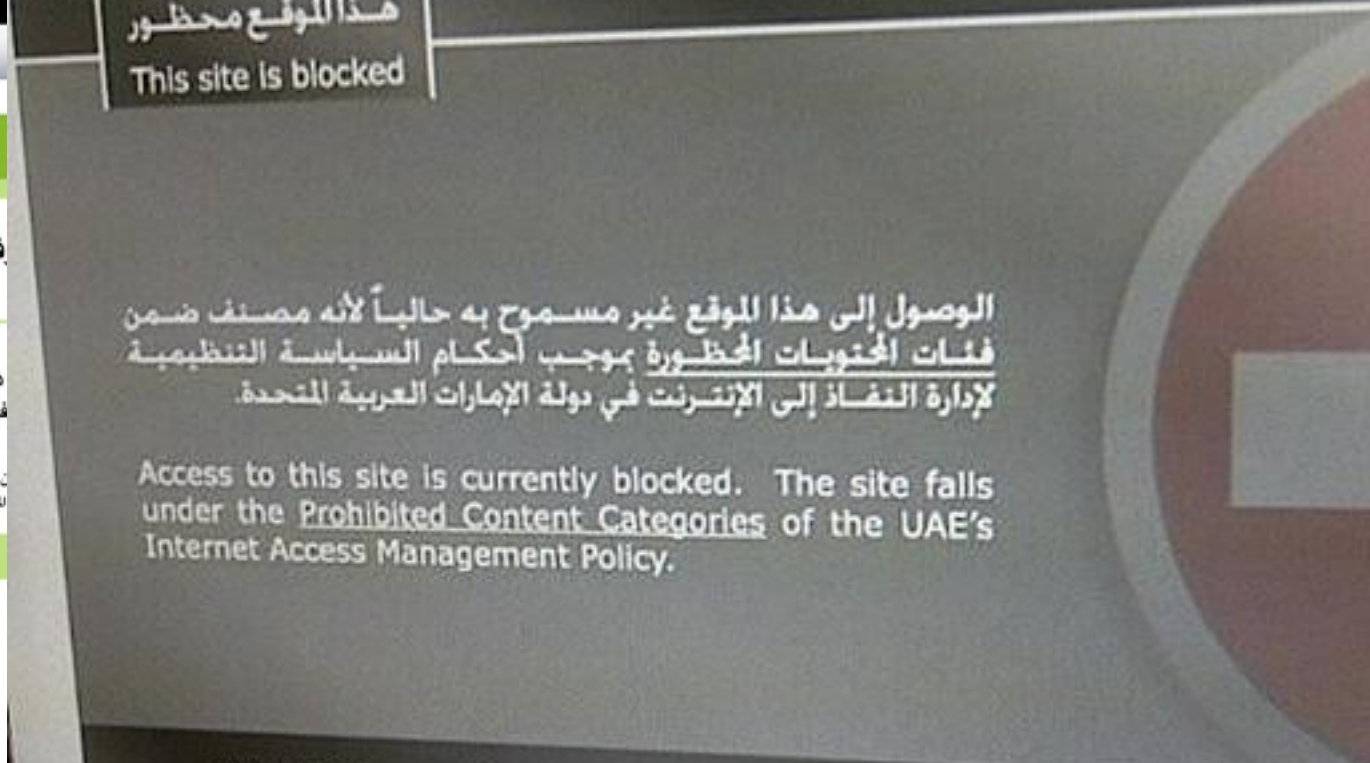 هذا الموقع محظور
This site is blocked
الوصول إلى هذا الموقع غير مسموح به حالياً لأنه مصنف ضمن
فئات المحتويات المحظورة بموجب أحكام السياسة التنظيمية
لإدارة النفاذ إلى الإنترنت في دولة الإمارات العربية المتحدة.
Access to this site is currently blocked. The site falls
under the Prohibited Content Categories of the UAE's
Internet Access Management Policy.